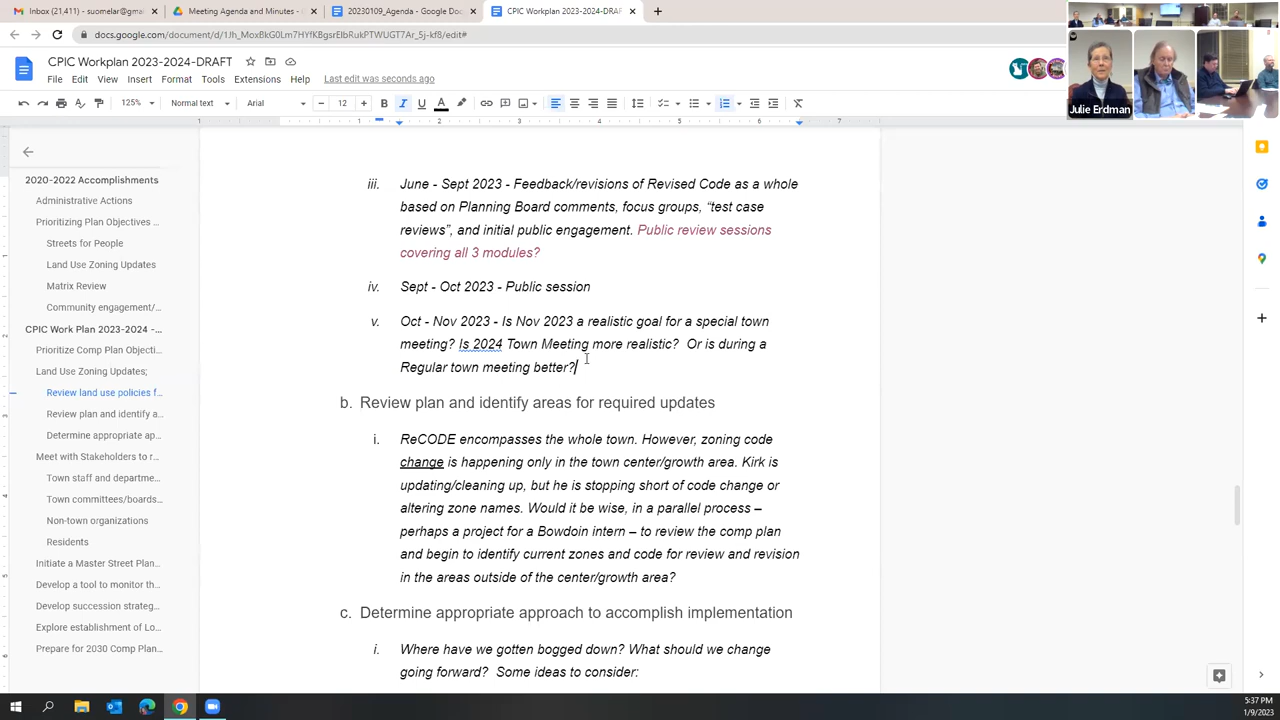 Inbox (21,411) - suomelar@gmai
Meeting Agenda and Minutes - G
20230109_Agenda - Google Doc
CPIC Workplan 2023-2024-DRAF
docs.google.com/document/d/1Jh_MoxBkG0Lm7HYfKBgsrEIbRukPTWUGT7Ar_5j-kf8/edit#
CPIC Workplan 2023-2024-DRAFT
File Edit View Insert Format Tools Extensions Help Last edit was seconds ago
125% Normal text Arial 12 B I U A
Julie Erdman
1 1 2 3 4 5 6 7
2020-2022 Accomplishments
Administrative Actions
Prioritizing Plan Objectives ...
Streets for People
Land Use Zoning Updates
Matrix Review
Community engagement/...
CPIC Work Plan 2023-2024 -...
Prioritize Comp Plan Objecti...
Land Use Zoning Updates;
Review land use policies f...
Review plan and identify a...
Determine appropriate ap...
Meet with Stakeholders to r...
Town staff and departme...
Town committees/boards...
Non-town organizations
Residents
Initiate a Master Street Plan...
Develop a tool to monitor th...
Develop succession strateg...
Explore establishment of Lo...
Prepare for 2030 Comp Plan...
iii. June - Sept 2023 - Feedback/revisions of Revised Code as a whole
based on Planning Board comments, focus groups, “test case
reviews”, and initial public engagement. Public review sessions
covering all 3 modules?
iv. Sept - Oct 2023 - Public session
v. Oct - Nov 2023 - Is Nov 2023 a realistic goal for a special town
meeting? Is 2024 Town Meeting more realistic? Or is during a
Regular town meeting better?
b. Review plan and identify areas for required updates
i. ReCODE encompasses the whole town. However, zoning code
change is happening only in the town center/growth area. Kirk is
updating/cleaning up, but he is stopping short of code change or
altering zone names. Would it be wise, in a parallel process –
perhaps a project for a Bowdoin intern – to review the comp plan
and begin to identify current zones and code for review and revision
in the areas outside of the center/growth area?
c. Determine appropriate approach to accomplish implementation
i. Where have we gotten bogged down? What should we change
going forward? Some ideas to consider:
5:37 PM
1/9/2023